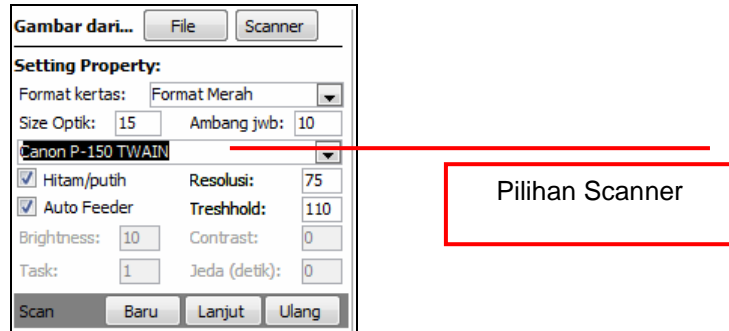 Gambar dari... File Scanner
Setting Property:
Format kertas: Format Merah
Size Optik: 15 Ambang jwb: 10
Canon P-150 TWAIN
Hitam/putih Resolusi: 75
Auto Feeder Treshhold: 110
Brightness: 10 Contrast: 0
Task: 1 Jeda (detik): 0
Scan Baru Lanjut Ulang
Pilihan Scanner